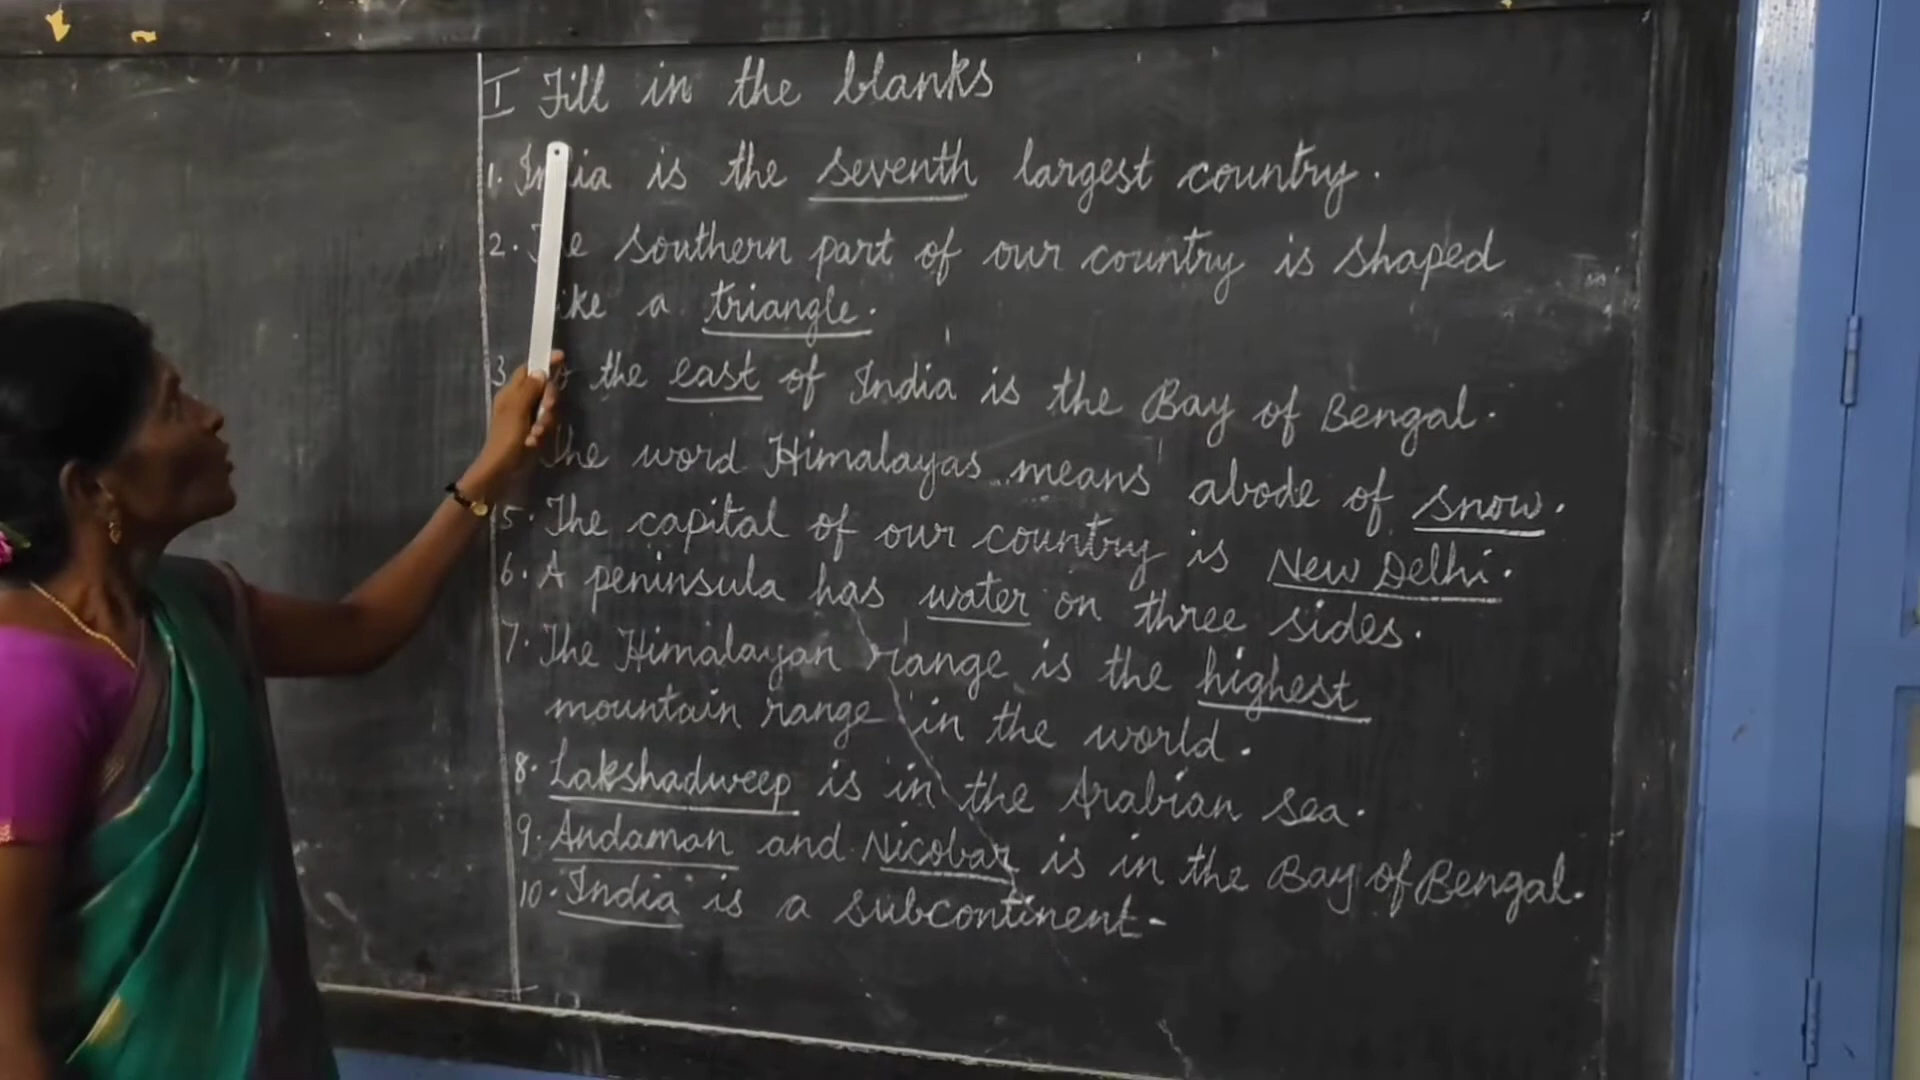 I Fill in the blanks
1. India is the seventh largest country.
2. The southern part of our country is shaped
like a triangle.
3. To the east of India is the Bay of Bengal.
The word Himalayas means abode of snow.
5. The capital of our country is New Delhi.
6. A peninsula has water on three sides.
7. The Himalayan range is the highest
mountain range in the world.
8. Lakshadweep is in the Arabian sea.
9. Andaman and Nicobar is in the Bay of Bengal.
10. India is a subcontinent-